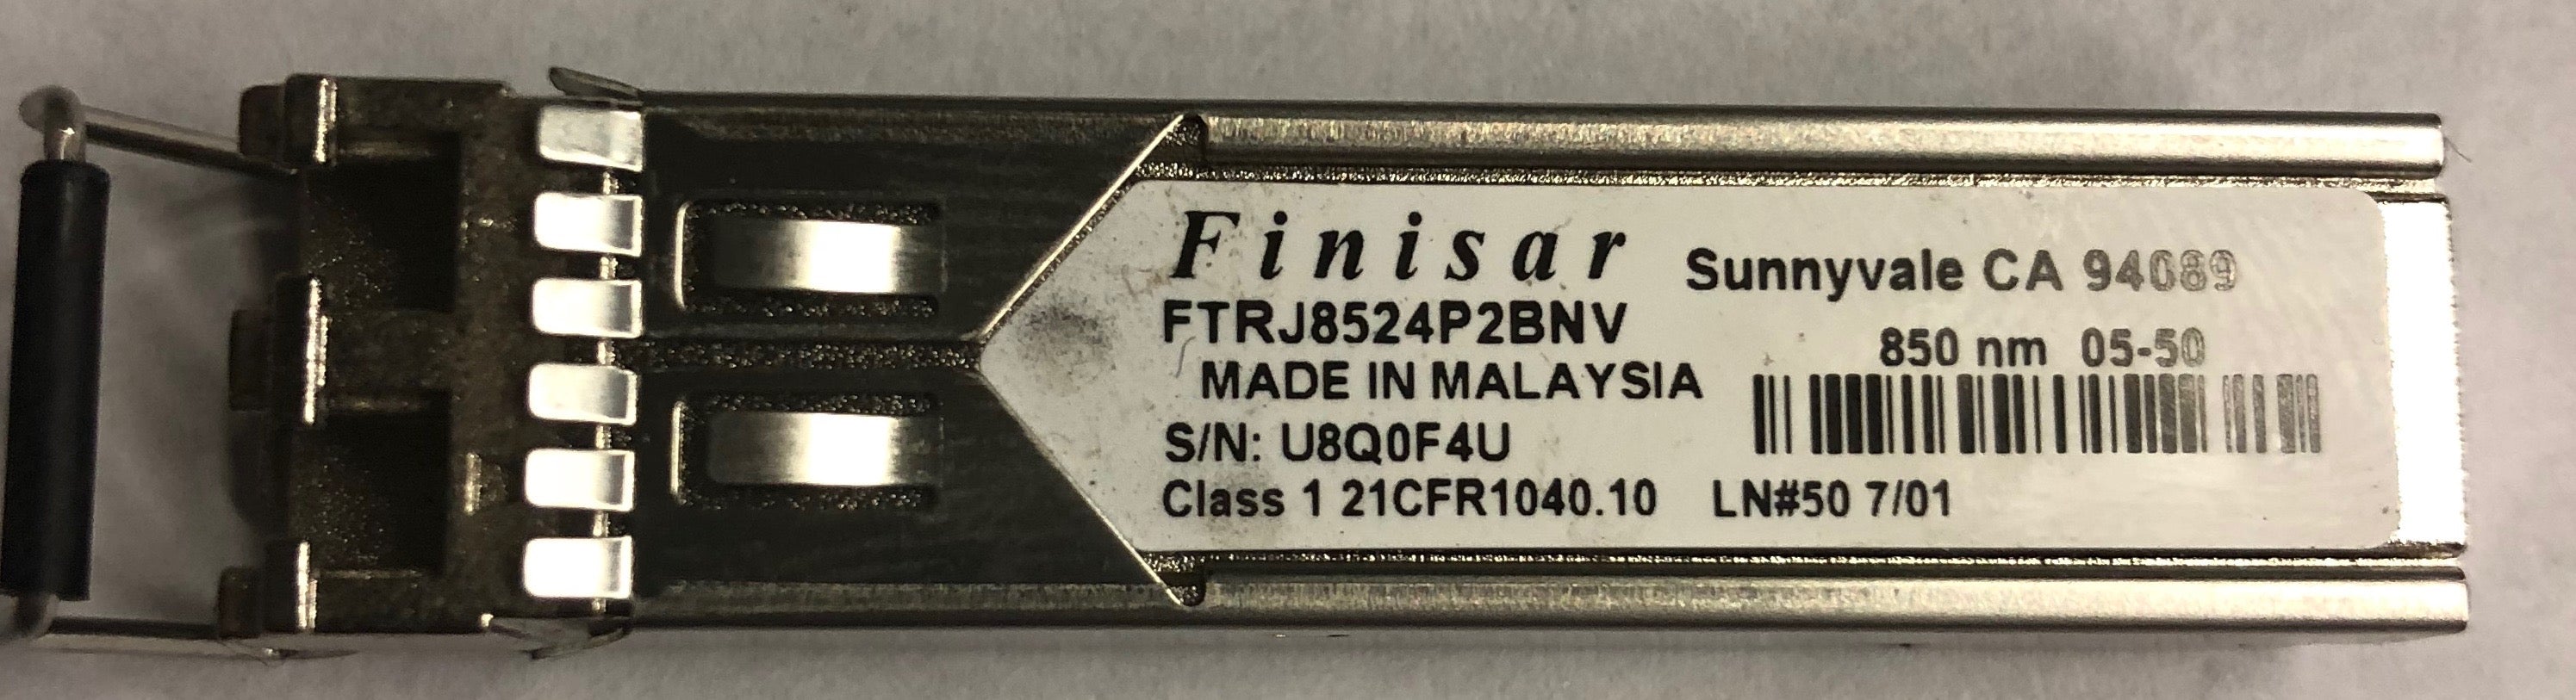 Finisar Sunnyvale CA 94089
FTRJ8524P2BNV
850 nm 05-50
MADE IN MALAYSIA
S/N: U8Q0F4U
Class 1 21CFR1040.10 LN#50 7/01